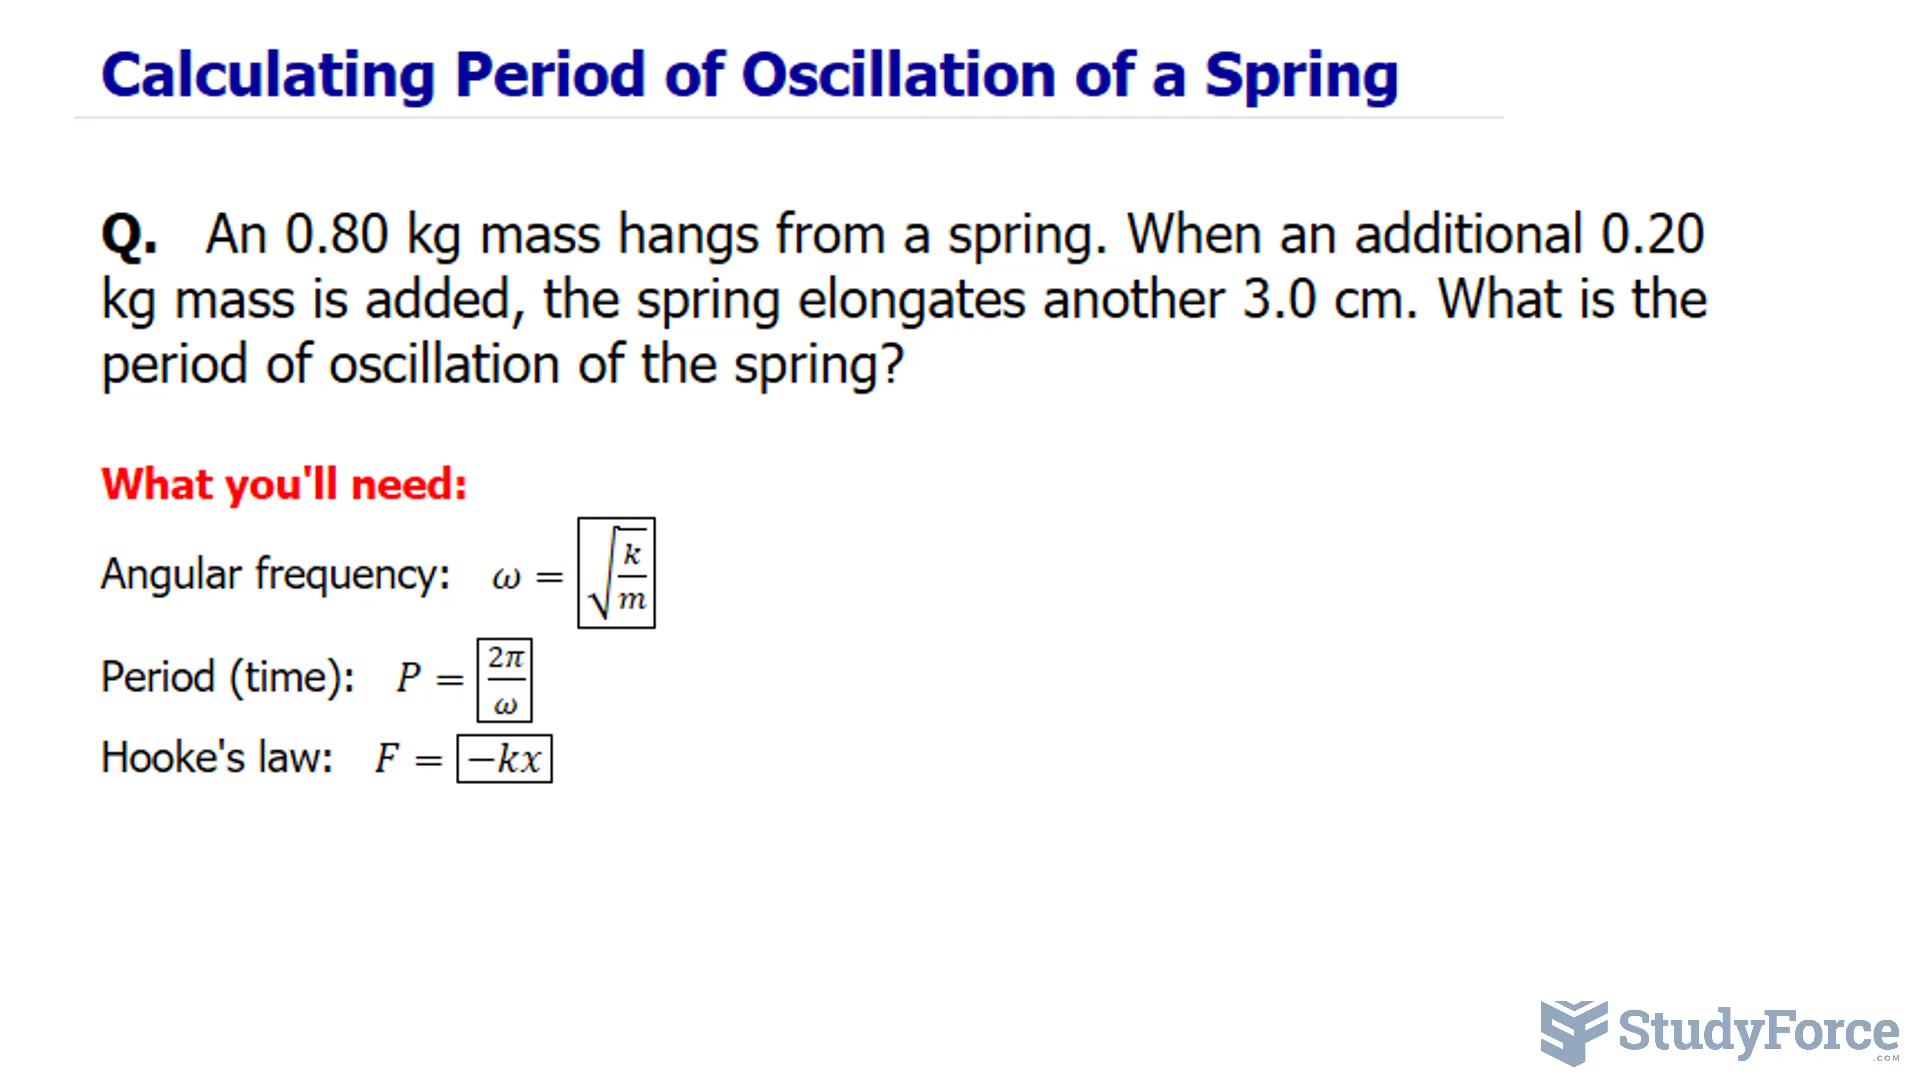 Calculating Period of Oscillation of a Spring
Q. An 0.80 kg mass hangs from a spring. When an additional 0.20
kg mass is added, the spring elongates another 3.0 cm. What is the
period of oscillation of the spring?
What you'll need:
Angular frequency: ω = √(k/m)
Period (time): P = 2π/ω
Hooke's law: F = −kx
StudyForce
.COM